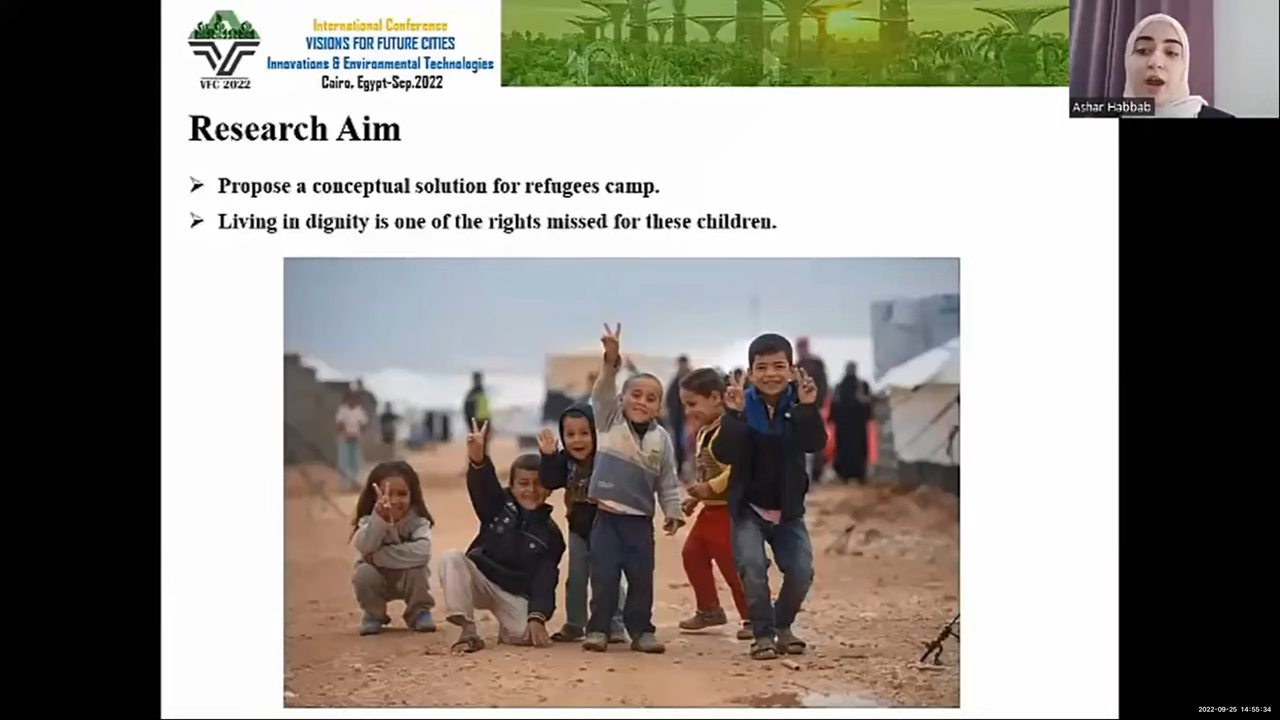 International Conference
VISIONS FOR FUTURE CITIES
Innovations & Environmental Technologies
Cairo, Egypt-Sep.2022
VFC 2022
Ashar Habbab
Research Aim
Propose a conceptual solution for refugees camp.
Living in dignity is one of the rights missed for these children.
2022-09-25 14:55:34